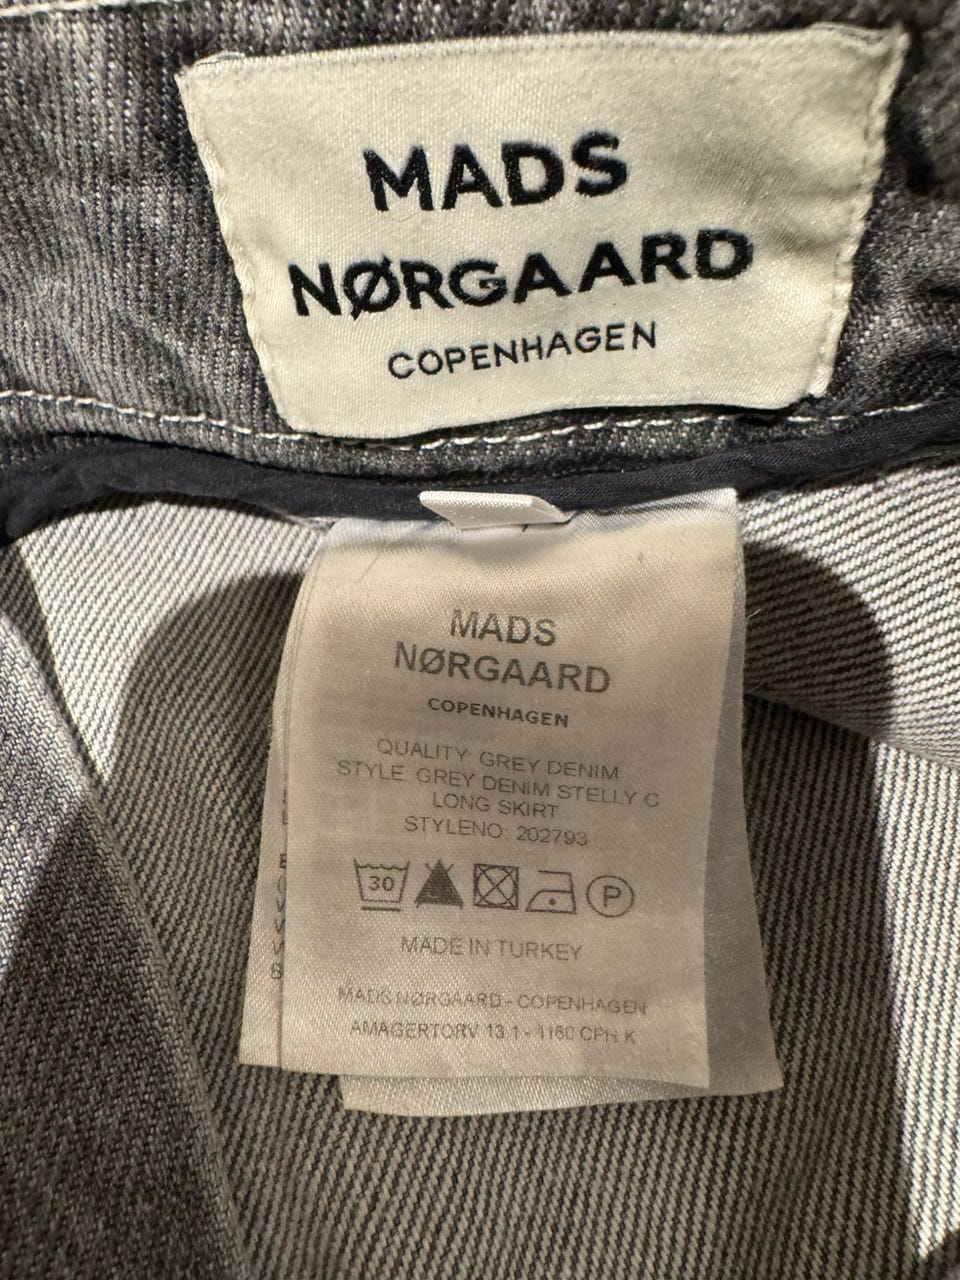 MADS
NØRGAARD
COPENHAGEN
MADS
NØRGAARD
COPENHAGEN
QUALITY: GREY DENIM
STYLE GREY DENIM STELLY C
LONG SKIRT
STYLENO: 202793
30
P
MADE IN TURKEY
MADS NØRGAARD - COPENHAGEN
AMAGERTORV 13,1 - 1160 CPH K